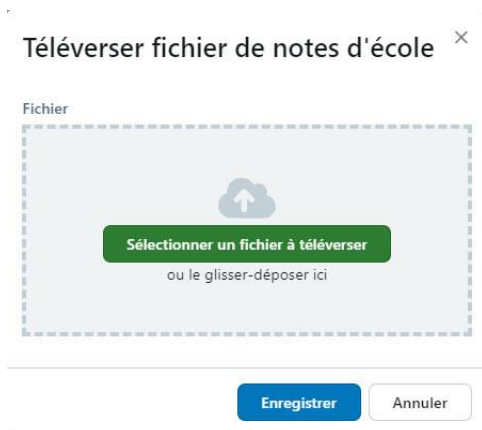 Téléverser fichier de notes d'école
Fichier
Sélectionner un fichier à téléverser
ou le glisser-déposer ici
Enregistrer
Annuler